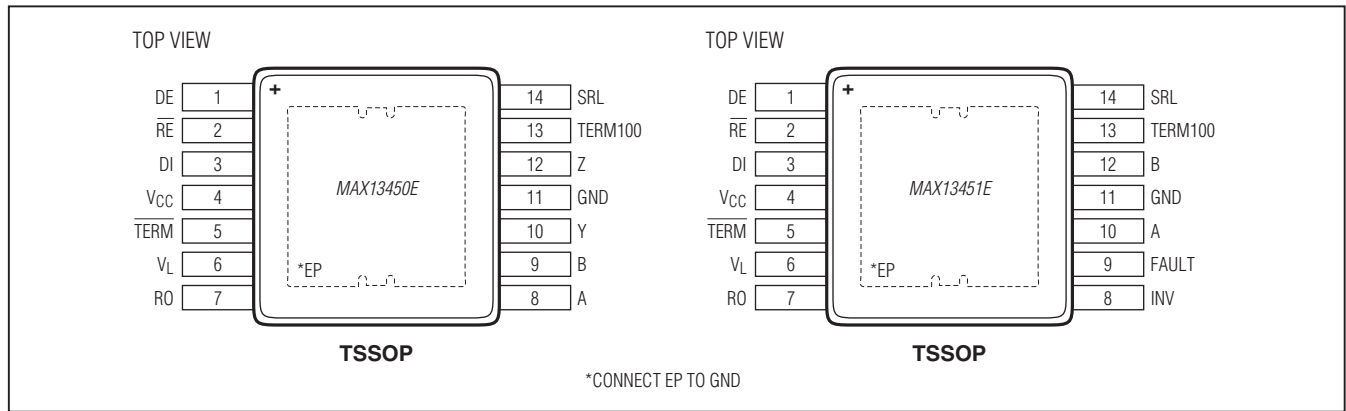 TOP VIEW
DE 1
RE 2
DI 3
VCC 4
TERM 5
VL 6
RO 7
+
MAX13450E
*EP
14 SRL
13 TERM100
12 Z
11 GND
10 Y
9 B
8 A
TSSOP
TOP VIEW
DE 1
RE 2
DI 3
VCC 4
TERM 5
VL 6
RO 7
+
MAX13451E
*EP
14 SRL
13 TERM100
12 B
11 GND
10 A
9 FAULT
8 INV
TSSOP
*CONNECT EP TO GND